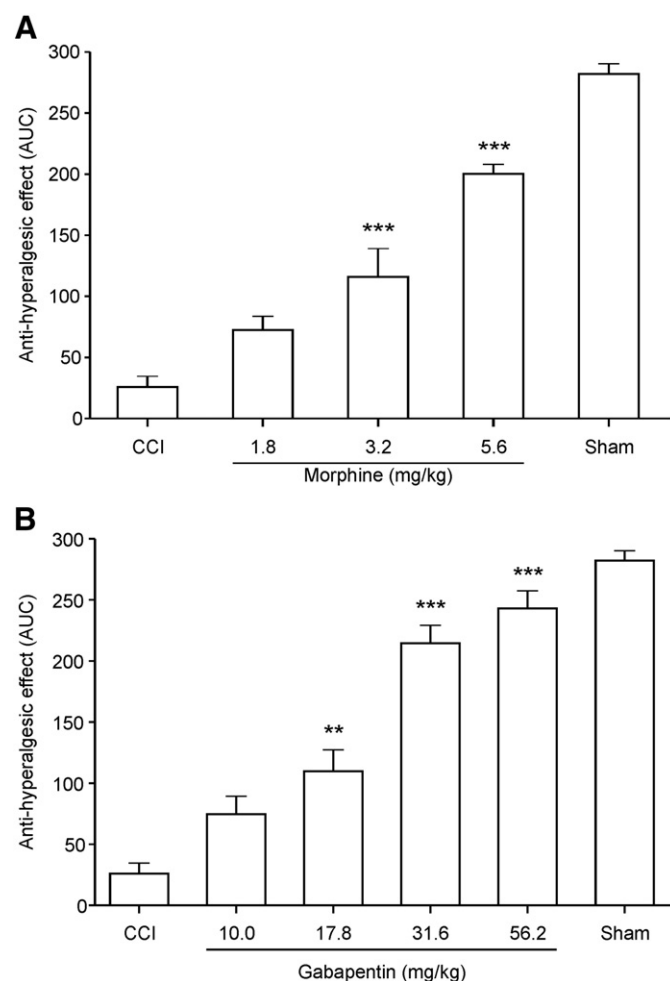 A
Anti-hyperalgesic effect (AUC)
300
250
200
150
100
50
0
***
***
CCI 1.8 3.2 5.6 Sham
Morphine (mg/kg)
B
Anti-hyperalgesic effect (AUC)
300
250
200
150
100
50
0
**
***
***
CCI 10.0 17.8 31.6 56.2 Sham
Gabapentin (mg/kg)